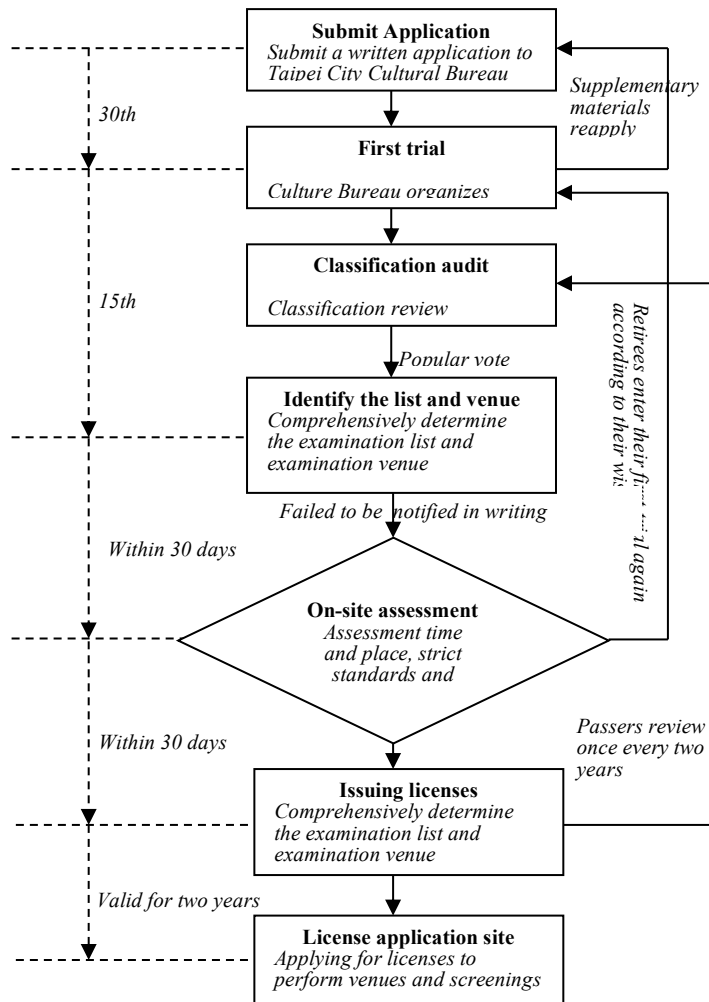 Submit Application
Submit a written application to
Taipei City Cultural Bureau
30th
Supplementary
materials
reapply
First trial
Culture Bureau organizes
Classification audit
15th
Classification review
Popular vote
Retirees enter their again
according to their
Identify the list and venue
Comprehensively determine
the examination list and
examination venue
Failed to be notified in writing
Within 30 days
On-site assessment
Assessment time
and place, strict
standards and
Within 30 days
Passers review
once every two
years
Issuing licenses
Comprehensively determine
the examination list and
examination venue
Valid for two years
License application site
Applying for licenses to
perform venues and screenings